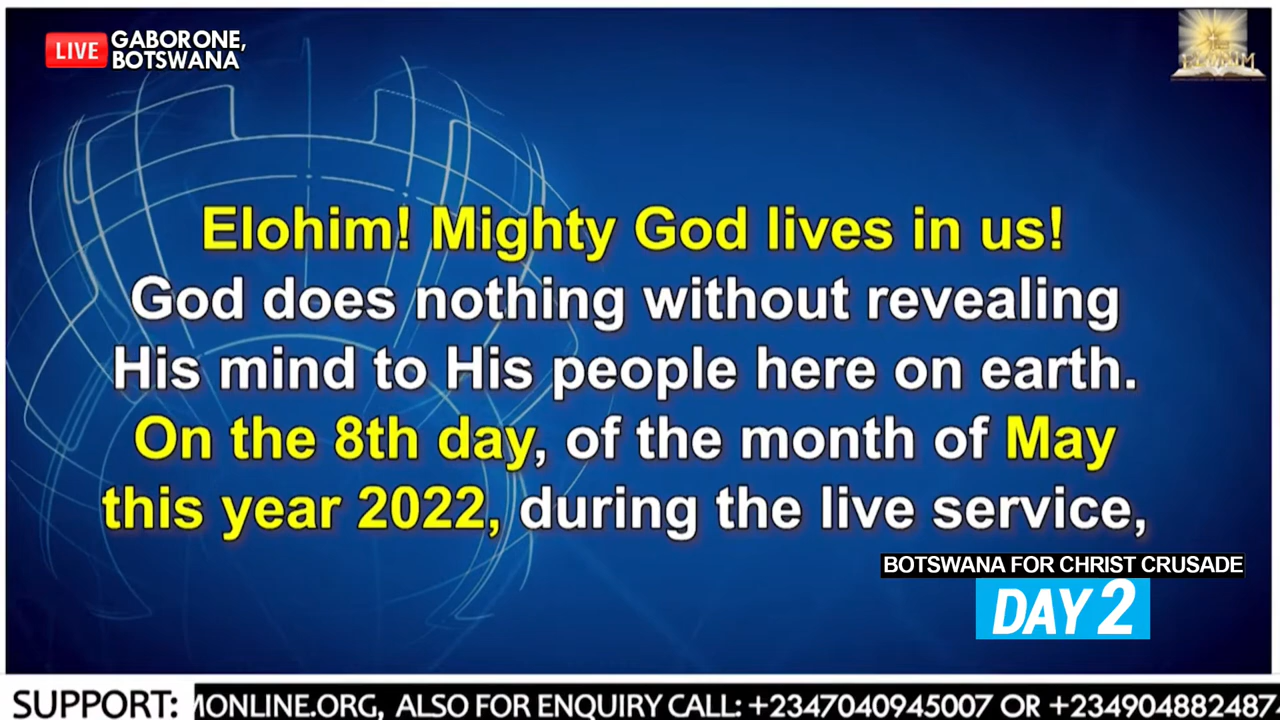 LIVE
GABORONE,
BOTSWANA
Elohim! Mighty God lives in us!
God does nothing without revealing
His mind to His people here on earth.
On the 8th day, of the month of May
this year 2022, during the live service,
BOTSWANA FOR CHRIST CRUSADE
DAY 2
SUPPORT: MONLINE.ORG, ALSO FOR ENQUIRY CALL: +2347040945007 OR +234904882487